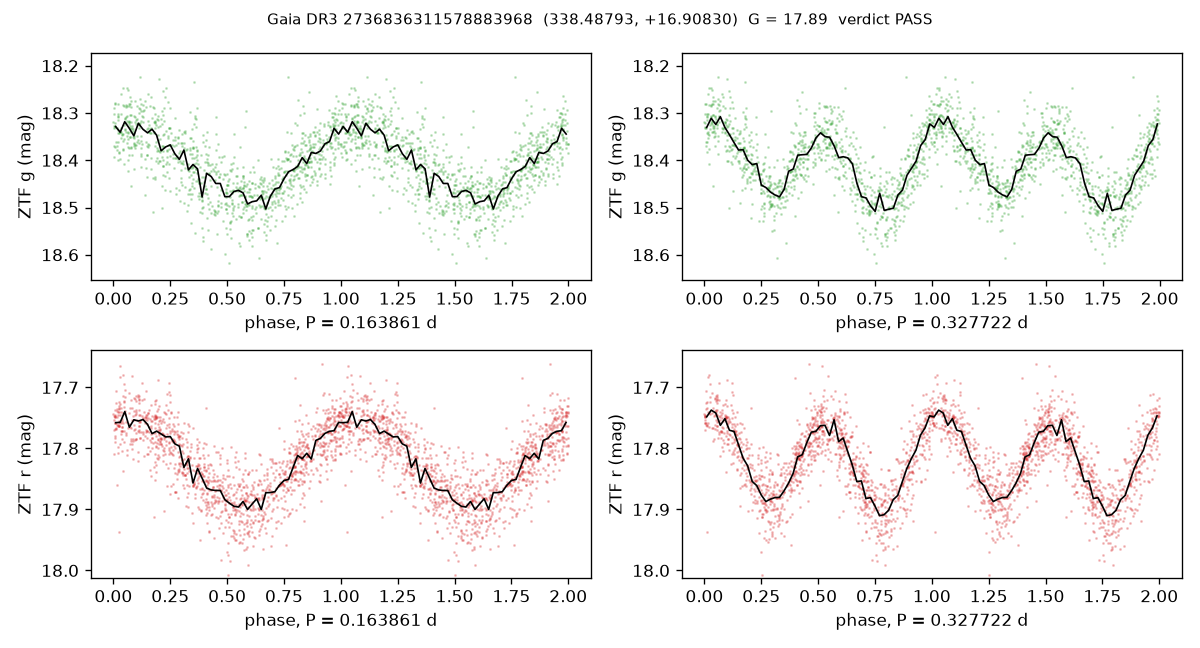 Gaia DR3 2736836311578883968 (338.48793, +16.90830) G = 17.89 verdict PASS
ZTF g (mag)
18.2
18.3
18.4
18.5
18.6
0.00 0.25 0.50 0.75 1.00 1.25 1.50 1.75 2.00
phase, P = 0.163861 d
ZTF g (mag)
18.2
18.3
18.4
18.5
18.6
0.00 0.25 0.50 0.75 1.00 1.25 1.50 1.75 2.00
phase, P = 0.327722 d
ZTF r (mag)
17.7
17.8
17.9
18.0
0.00 0.25 0.50 0.75 1.00 1.25 1.50 1.75 2.00
phase, P = 0.163861 d
ZTF r (mag)
17.7
17.8
17.9
18.0
0.00 0.25 0.50 0.75 1.00 1.25 1.50 1.75 2.00
phase, P = 0.327722 d